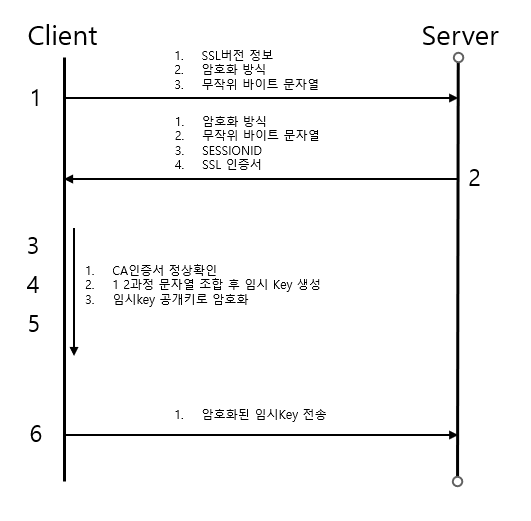 Client
Server
1. SSL버전 정보
2. 암호화 방식
3. 무작위 바이트 문자열
1
1. 암호화 방식
2. 무작위 바이트 문자열
3. SESSIONID
4. SSL 인증서
2
3
4
5
1. CA인증서 정상확인
2. 1 2과정 문자열 조합 후 임시 Key 생성
3. 임시key 공개키로 암호화
1. 암호화된 임시Key 전송
6